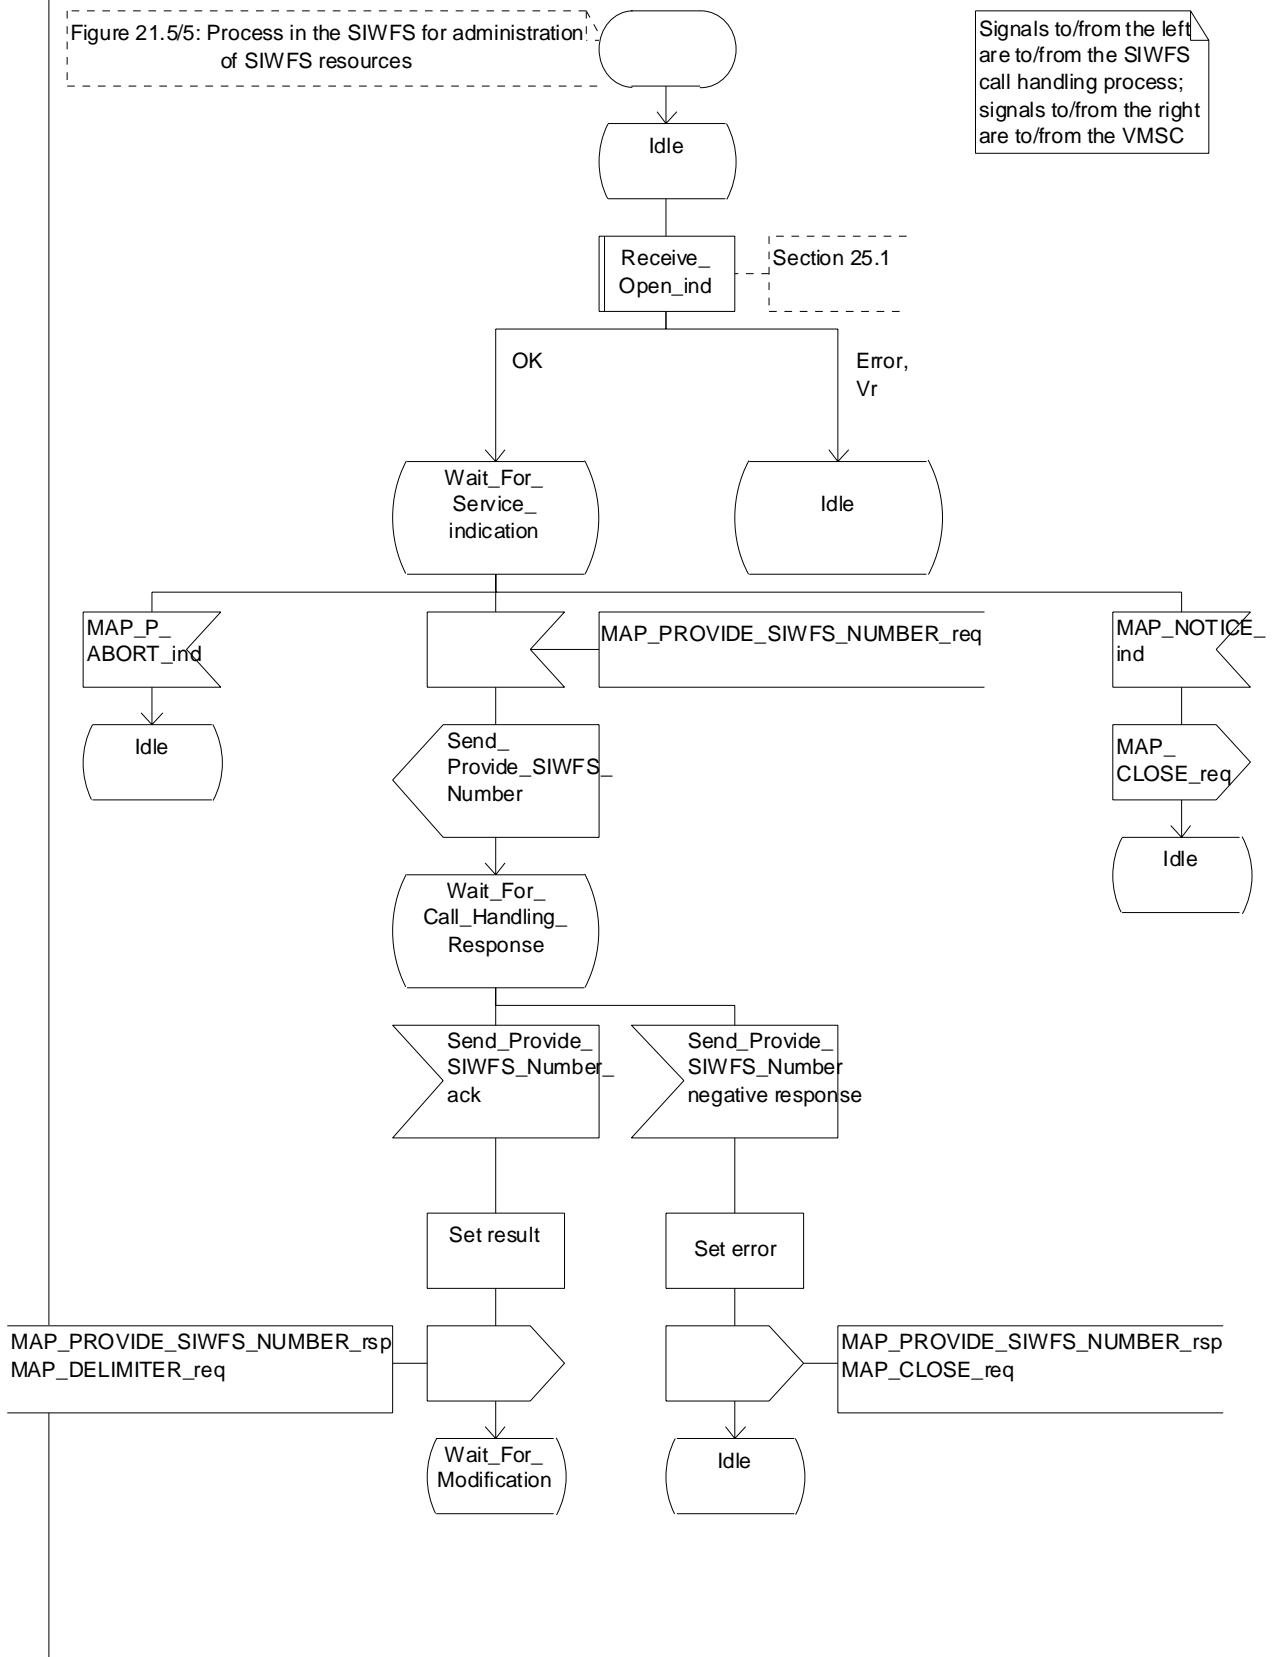 Figure 21.5/5: Process in the SIWFS for administration
of SIWFS resources
Signals to/from the left
are to/from the SIWFS
call handling process;
signals to/from the right
are to/from the VMSC
Idle
Receive_
Open_ind
Section 25.1
OK
Error,
Vr
Wait_For_
Service_
indication
Idle
MAP_P_
ABORT_ind
MAP_PROVIDE_SIWFS_NUMBER_req
MAP_NOTICE_
ind
Idle
Send_
Provide_SIWFS_
Number
MAP_
CLOSE_req
Idle
Wait_For_
Call_Handling_
Response
Send_Provide_
SIWFS_Number_
ack
Send_Provide_
SIWFS_Number
negative response
Set result
Set error
MAP_PROVIDE_SIWFS_NUMBER_rsp
MAP_DELIMITER_req
MAP_PROVIDE_SIWFS_NUMBER_rsp
MAP_CLOSE_req
Wait_For_
Modification
Idle